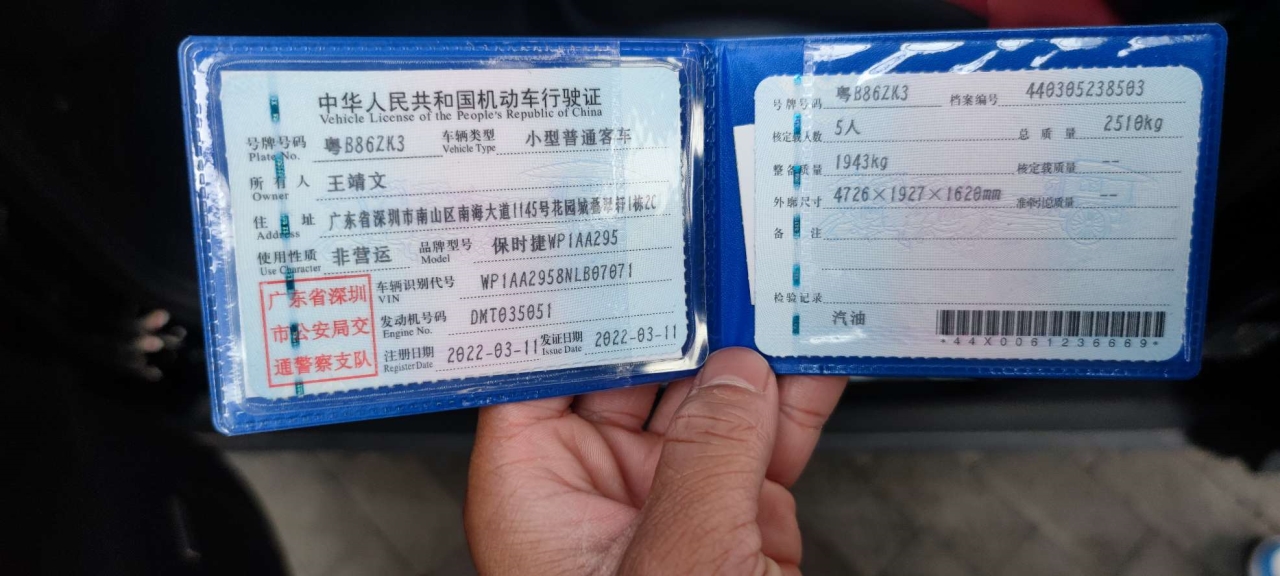 中华人民共和国机动车行驶证
Vehicle License of the People's Republic of China
号牌号码 粤B86ZK3 车辆类型 小型普通客车
Plate No. Vehicle Type
所有人 王靖文
Owner
住址 广东省深圳市南山区南海大道1145号花园城 1栋2C
Address
使用性质 非营运 品牌型号 保时捷WP1AA295
Use Character Model
车辆识别代号 WP1AA2958NLB07071
VIN
发动机号码 DMT035051
Engine No.
注册日期 2022-03-11 发证日期 2022-03-11
Register Date Issue Date
广东省深圳
市公安局交
通警察支队
号牌号码 粤B86ZK3 档案编号 440305238503
核定载人数 5人 总质量 2510kg
整备质量 1943kg 核定载质量 --
外廓尺寸 4726×1927×1620mm 准牵引总质量 --
备注
检验记录
汽油
*44X0061236669*